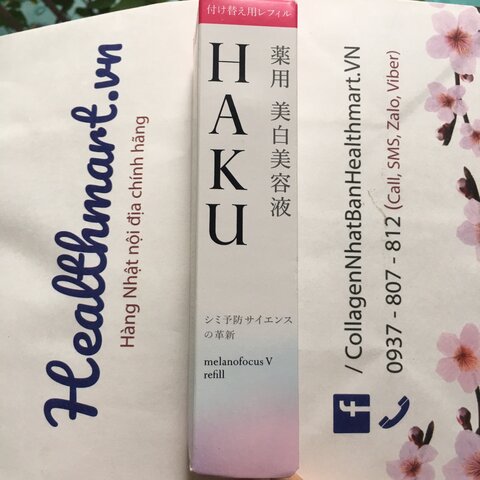 Healthmart.vn
Hàng Nhật nội địa chính hãng
付け替え用レフィル
HAKU
薬用 美白美容液
シミ予防サイエンス
の革新
melanofocus V
refill
/ CollagenNhatBanHealthmart.VN
0937 - 807 - 812 (Call, SMS, Zalo, Viber)